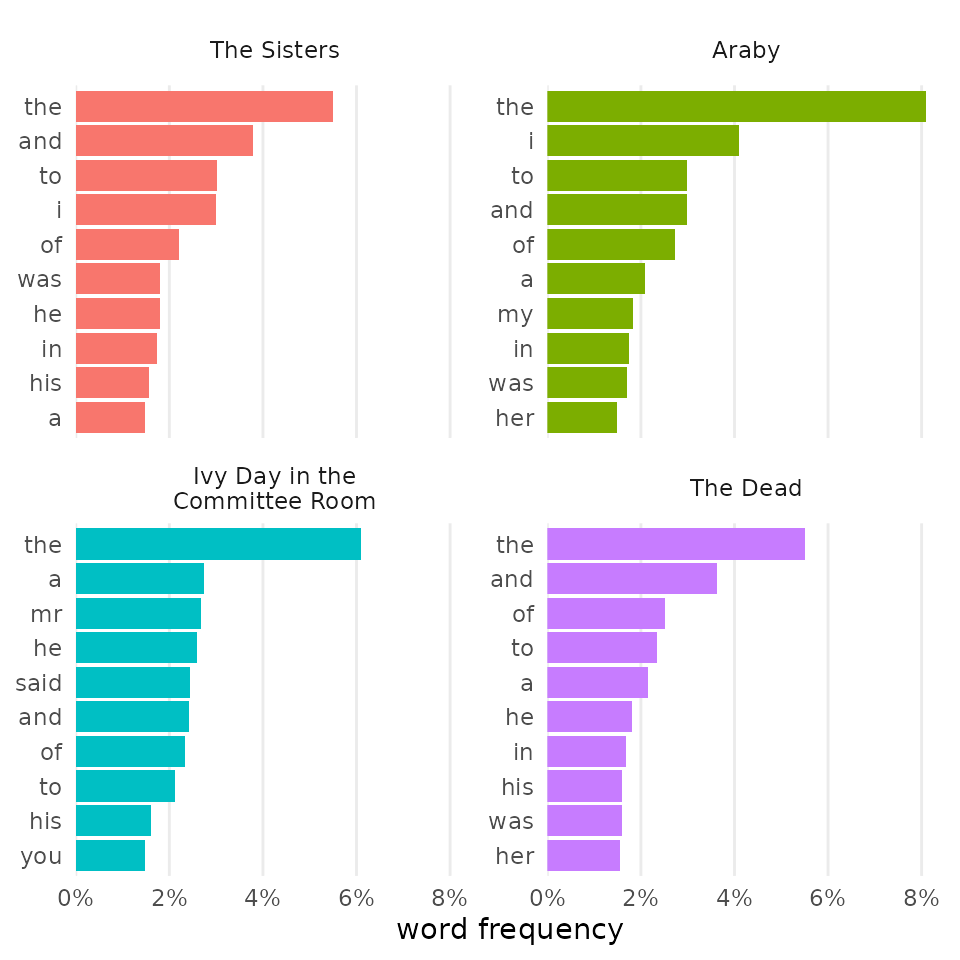 The Sisters
the
and
to
i
of
was
he
in
his
a
Araby
the
i
to
and
of
a
my
in
was
her
Ivy Day in the
Committee Room
the
a
mr
he
said
and
of
to
his
you
0% 2% 4% 6% 8%
The Dead
the
and
of
to
a
he
in
his
was
her
0% 2% 4% 6% 8%
word frequency